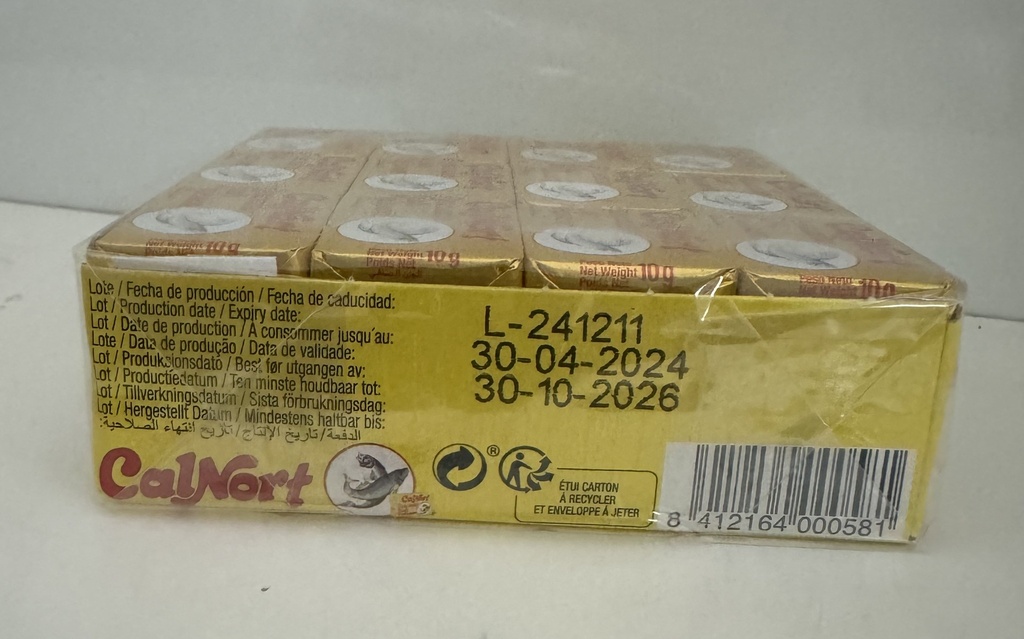 Net Weight 10g
10g
Net Weight 10g
Poids Net
Peso Neto 10g
Lote / Fecha de producción / Fecha de caducidad:
Lot / Production date / Expiry date:
Lot / Date de production / A consommer jusqu'au:
Lote / Data de produção / Data de validade:
Lot / Produksjonsdato / Best før utgangen av:
Lot / Productiedatum / Ten minste houdbaar tot:
Lot / Tillverkningsdatum / Sista förbrukningsdag:
Lot / Hergestellt Datum / Mindestens haltbar bis:
الدفعة/تاريخ الإنتاج/تاريخ انتهاء الصلاحية:
L-241211
30-04-2024
30-10-2026
CalNort
®
ÉTUI CARTON
À RECYCLER
ET ENVELOPPE À JETER
8 412164 000581